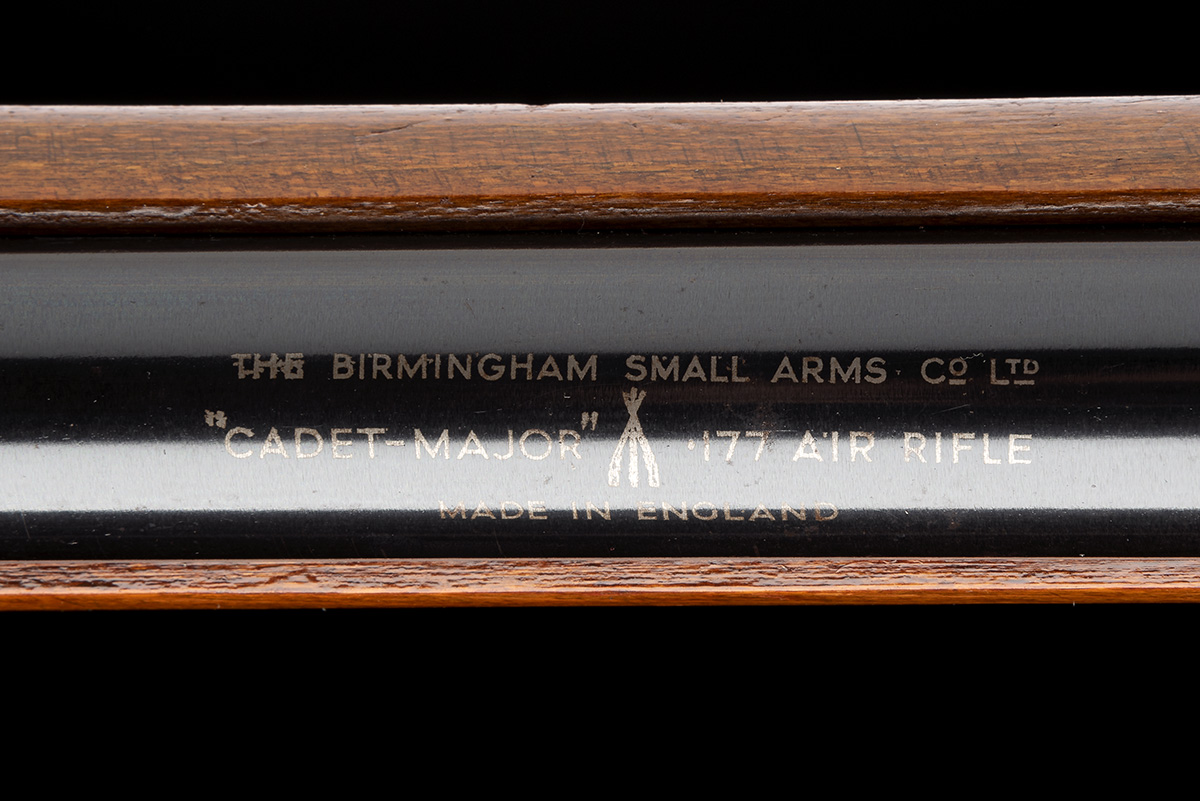 THE BIRMINGHAM SMALL ARMS Cᴼ Lᵀᴰ
"CADET-MAJOR" ·177 AIR RIFLE
MADE IN ENGLAND